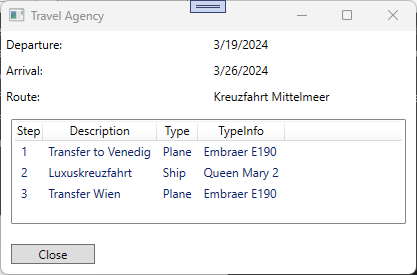 Travel Agency
Departure: 3/19/2024
Arrival: 3/26/2024
Route: Kreuzfahrt Mittelmeer
Step Description Type TypeInfo
1 Transfer to Venedig Plane Embraer E190
2 Luxuskreuzfahrt Ship Queen Mary 2
3 Transfer Wien Plane Embraer E190
Close